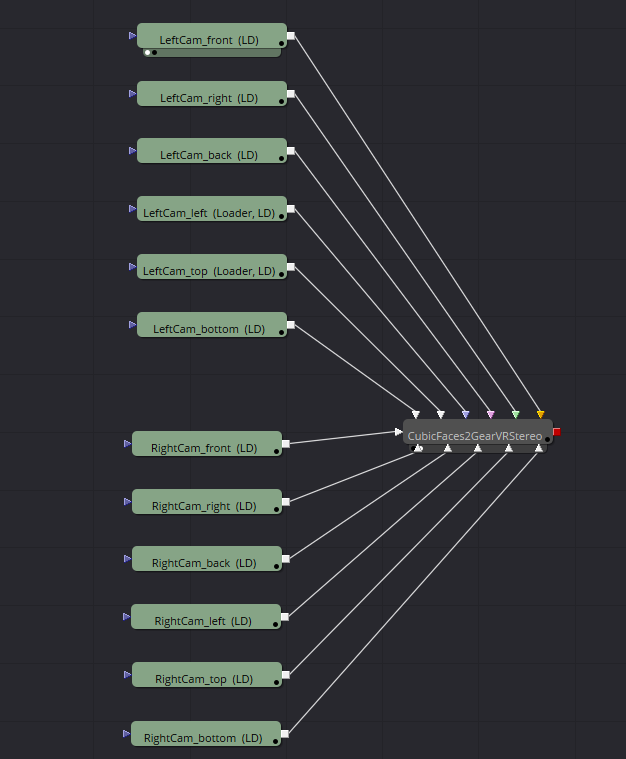 LeftCam_front (LD)
LeftCam_right (LD)
LeftCam_back (LD)
LeftCam_left (Loader, LD)
LeftCam_top (Loader, LD)
LeftCam_bottom (LD)
CubicFaces2GearVRStereo
RightCam_front (LD)
RightCam_right (LD)
RightCam_back (LD)
RightCam_left (LD)
RightCam_top (LD)
RightCam_bottom (LD)